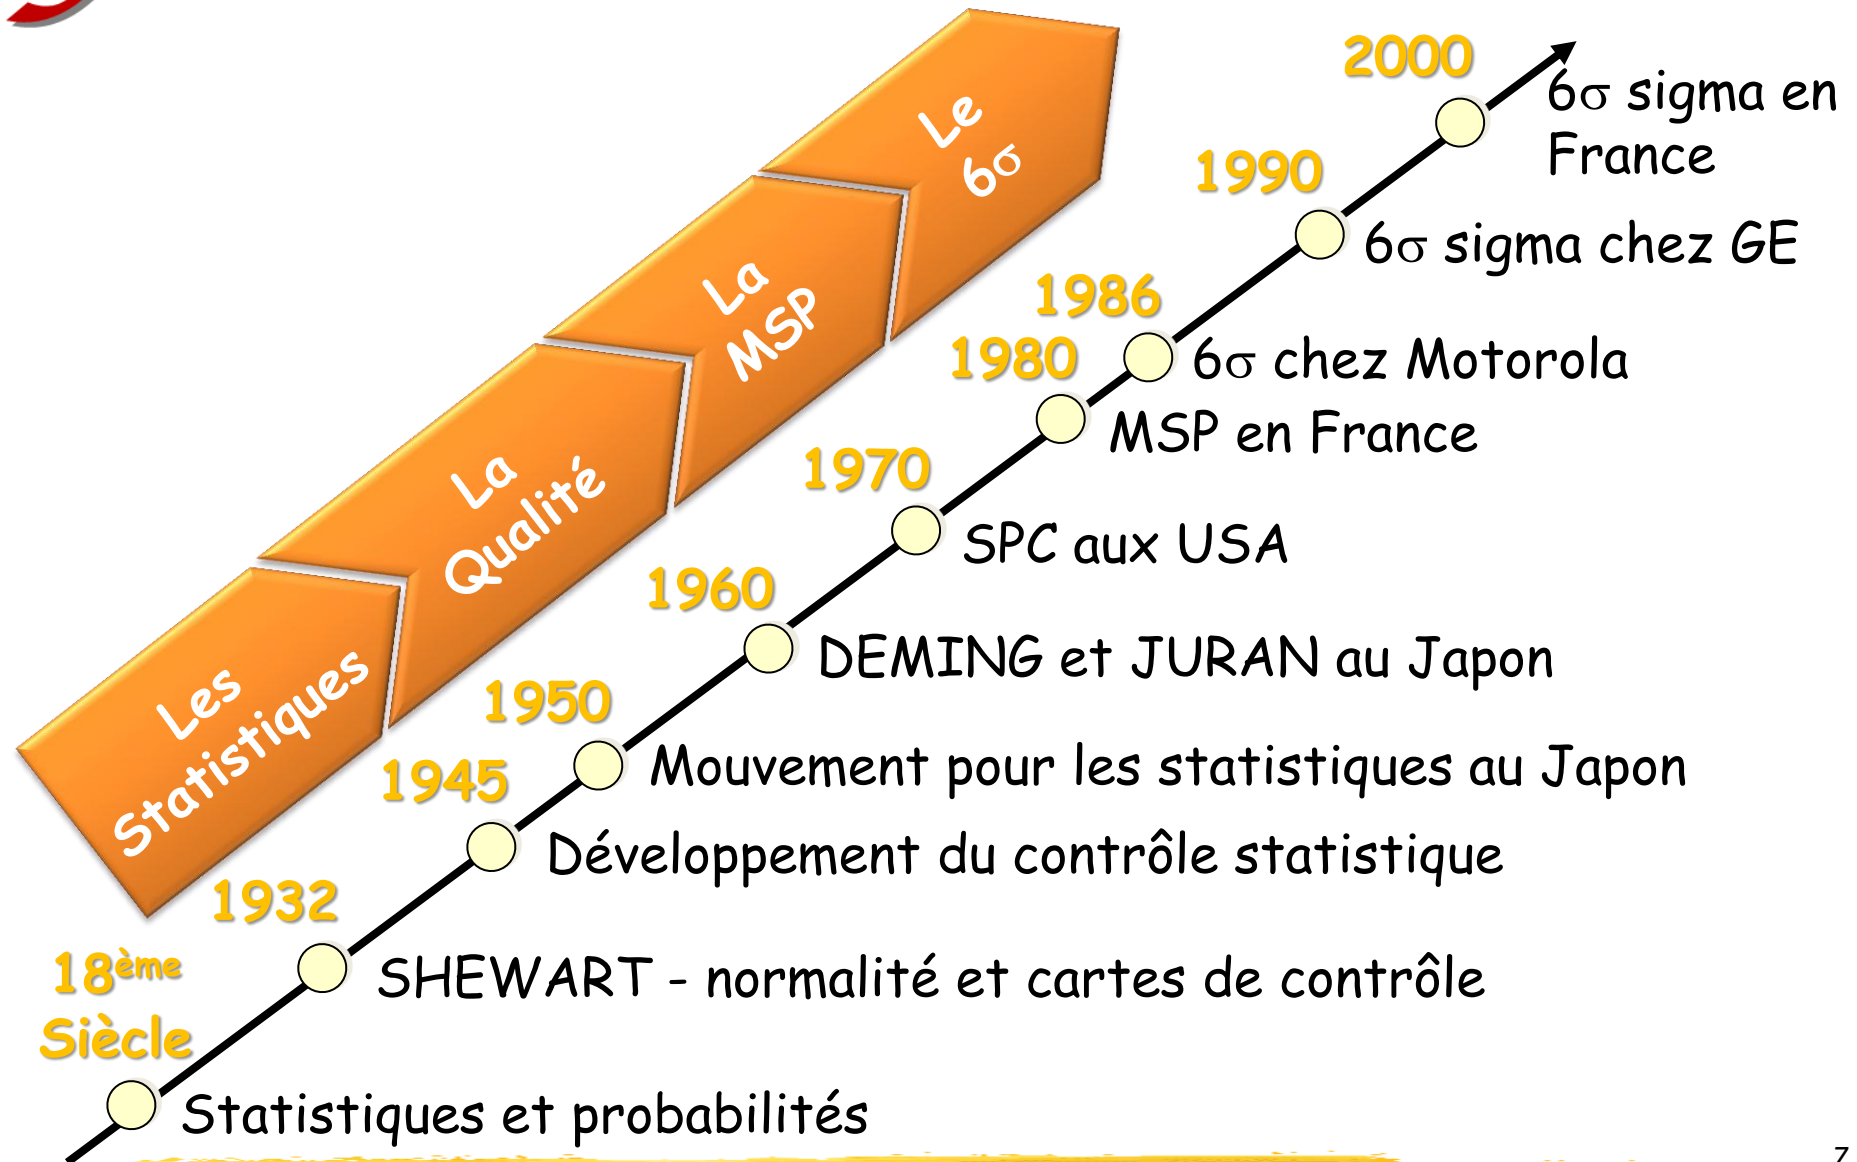 2000
6σ sigma en
France
1990
6σ sigma chez GE
1986
6σ chez Motorola
1980
MSP en France
1970
SPC aux USA
1960
DEMING et JURAN au Japon
1950
Mouvement pour les statistiques au Japon
1945
Développement du contrôle statistique
1932
SHEWART - normalité et cartes de contrôle
18ème
Siècle
Statistiques et probabilités
Le
6σ
La
MSP
La
Qualité
Les
Statistiques
7